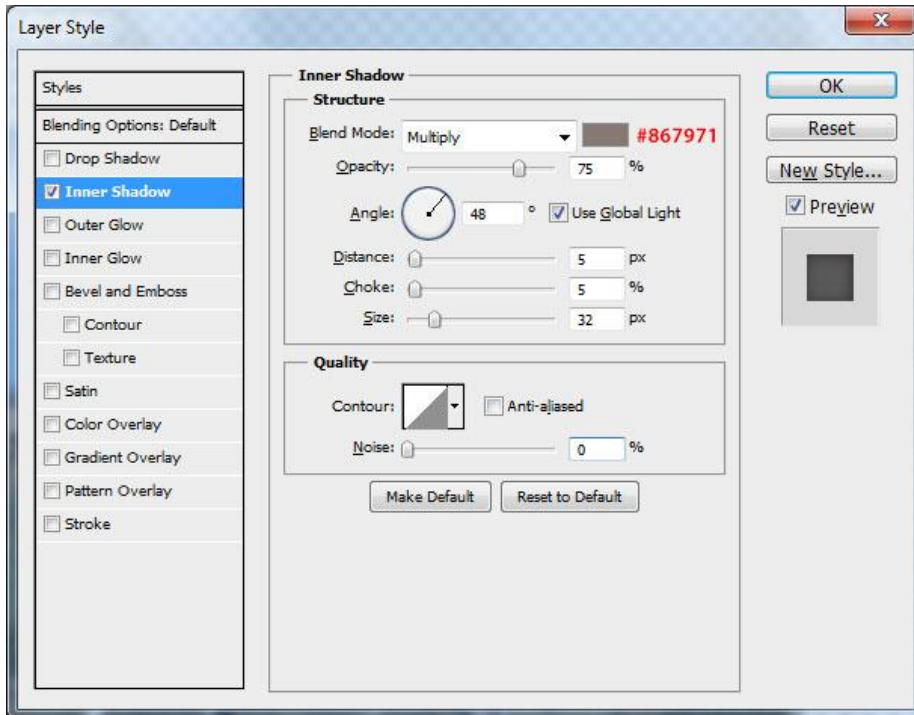 Layer Style
x
Styles
Blending Options: Default
Drop Shadow
Inner Shadow
Outer Glow
Inner Glow
Bevel and Emboss
Contour
Texture
Satin
Color Overlay
Gradient Overlay
Pattern Overlay
Stroke
Inner Shadow
Structure
Blend Mode: Multiply #867971
Opacity: 75 %
Angle: 48 ° Use Global Light
Distance: 5 px
Choke: 5 %
Size: 32 px
Quality
Contour: Anti-aliased
Noise: 0 %
Make Default Reset to Default
OK
Reset
New Style...
Preview